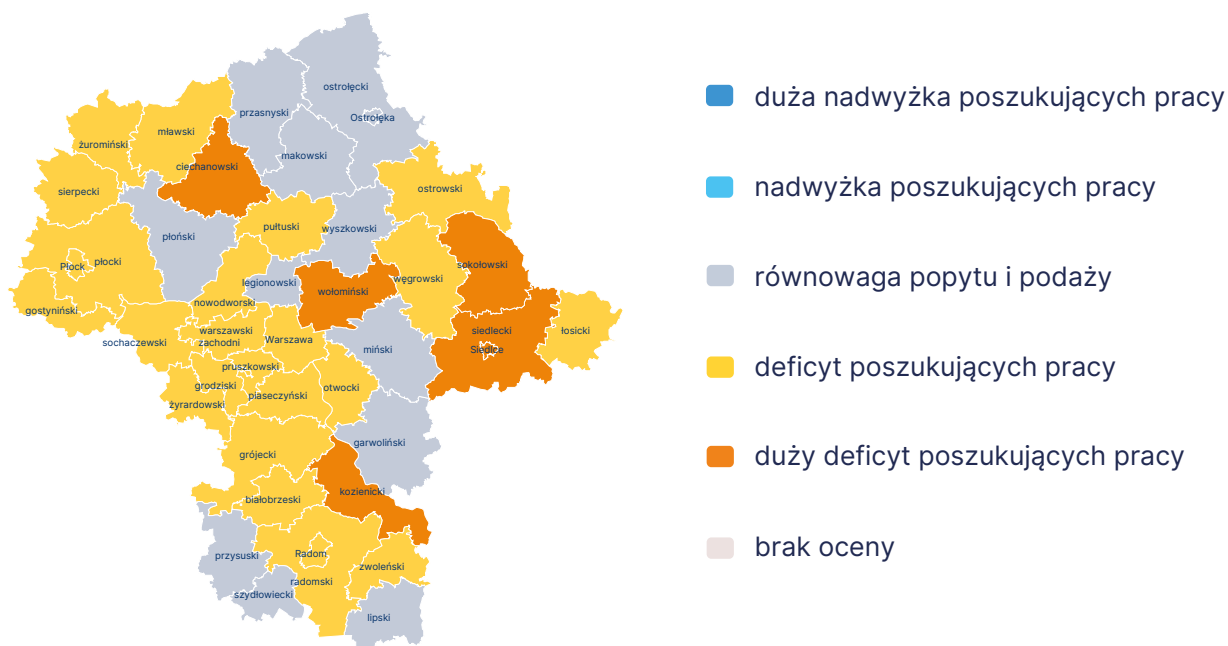 ostrołęcki
przasnyski
Ostrołęka
mławski
żuromiński
makowski
ciechanowski
sierpecki
ostrowski
pułtuski
wyszkowski
płoński
płocki
Płock
sokołowski
węgrowski
legionowski
wołomiński
nowodworski
gostyniński
warszawski
zachodni
siedlecki
łosicki
sochaczewski
Warszawa
miński
Siedlce
pruszkowski
grodziski
otwocki
piaseczyński
żyrardowski
garwoliński
grójecki
kozienicki
białobrzeski
przysuski
Radom
zwoleński
radomski
szydłowiecki
lipski
duża nadwyżka poszukujących pracy
nadwyżka poszukujących pracy
równowaga popytu i podaży
deficyt poszukujących pracy
duży deficyt poszukujących pracy
brak oceny